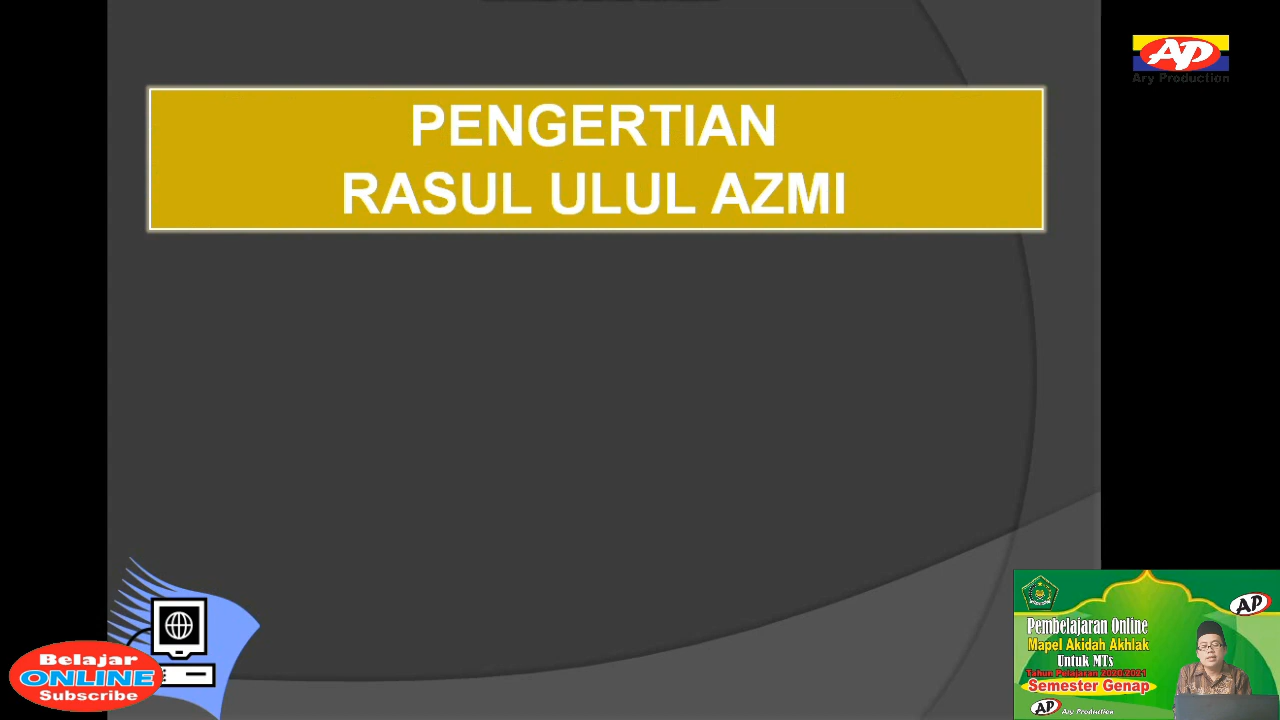 AP
Ary Production
PENGERTIAN
RASUL ULUL AZMI
Belajar
ONLINE
Subscribe
AP
Pembelajaran Online
Mapel Akidah Akhlak
Untuk MTs
Tahun Pelajaran 2020/2021
Semester Genap
AP Ary Production